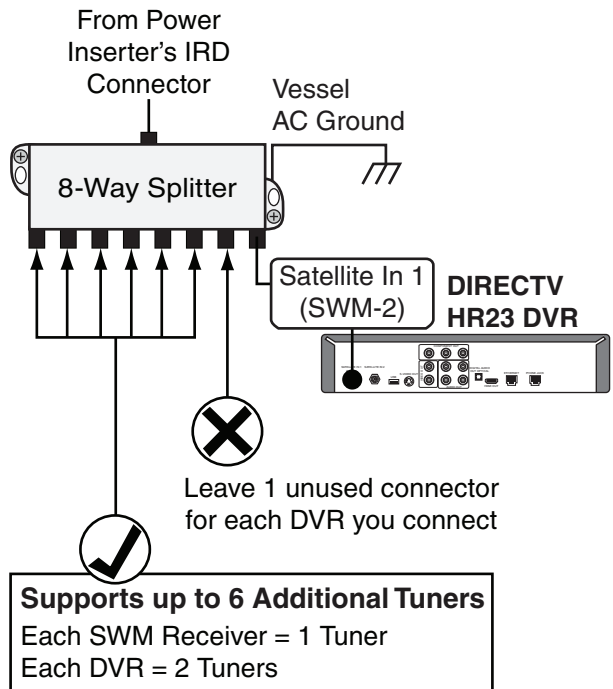 From Power
Inserter's IRD
Connector
Vessel
AC Ground
8-Way Splitter
Satellite In 1
(SWM-2)
DIRECTV
HR23 DVR
Leave 1 unused connector
for each DVR you connect
Supports up to 6 Additional Tuners
Each SWM Receiver = 1 Tuner
Each DVR = 2 Tuners